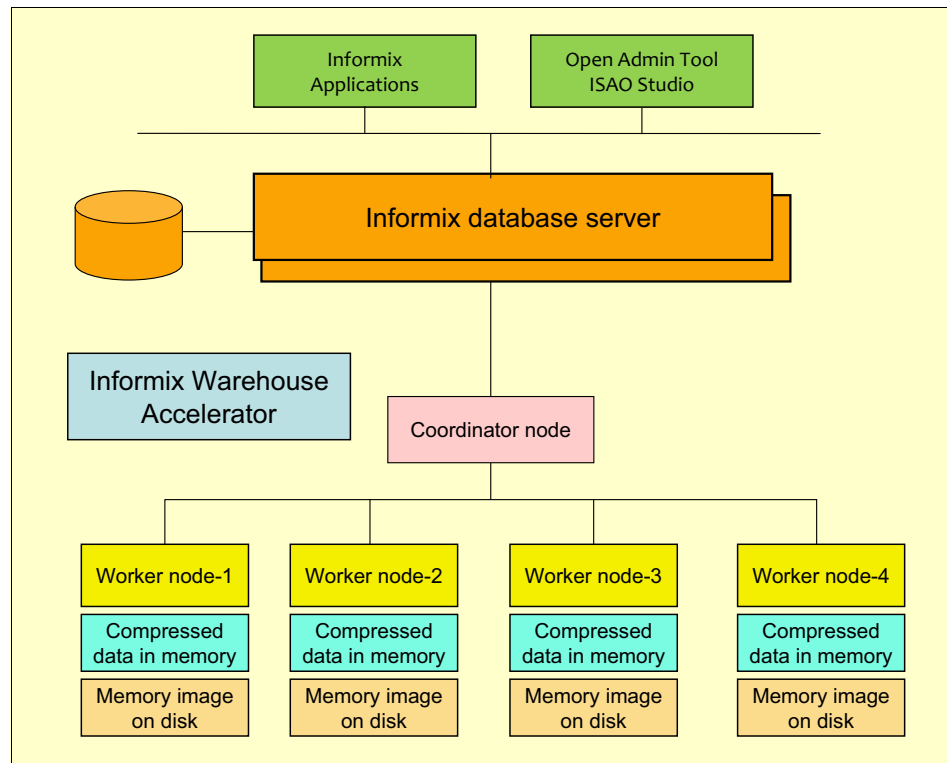 Informix
Applications
Open Admin Tool
ISAO Studio
Informix database server
Informix Warehouse
Accelerator
Coordinator node
Worker node-1
Worker node-2
Worker node-3
Worker node-4
Compressed
data in memory
Compressed
data in memory
Compressed
data in memory
Compressed
data in memory
Memory image
on disk
Memory image
on disk
Memory image
on disk
Memory image
on disk